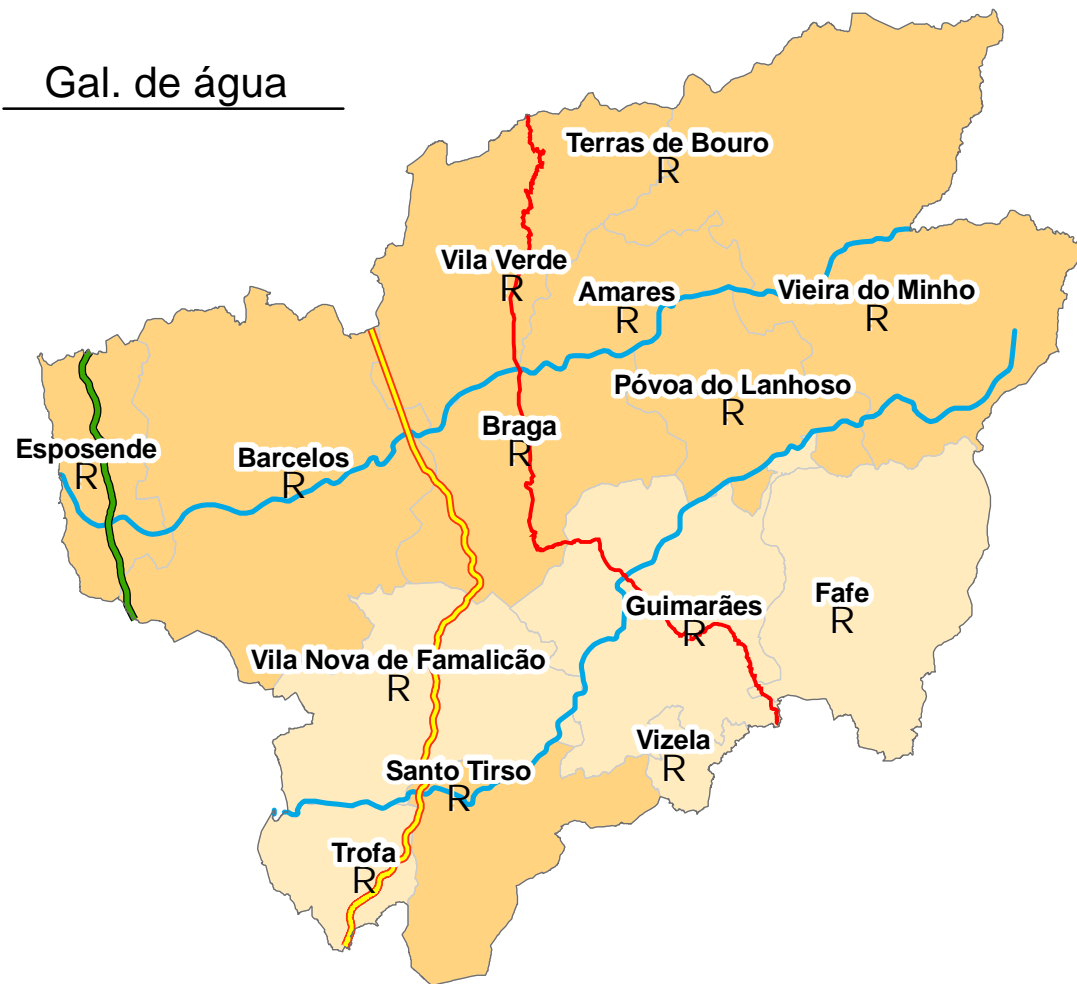 Gal. de água
Terras de Bouro
R
Vila Verde
R
Amares
R
Vieira do Minho
R
Póvoa do Lanhoso
R
Braga
R
Esposende
R
Barcelos
R
Guimarães
R
Fafe
R
Vila Nova de Famalicão
R
Vizela
R
Santo Tirso
R
Trofa
R